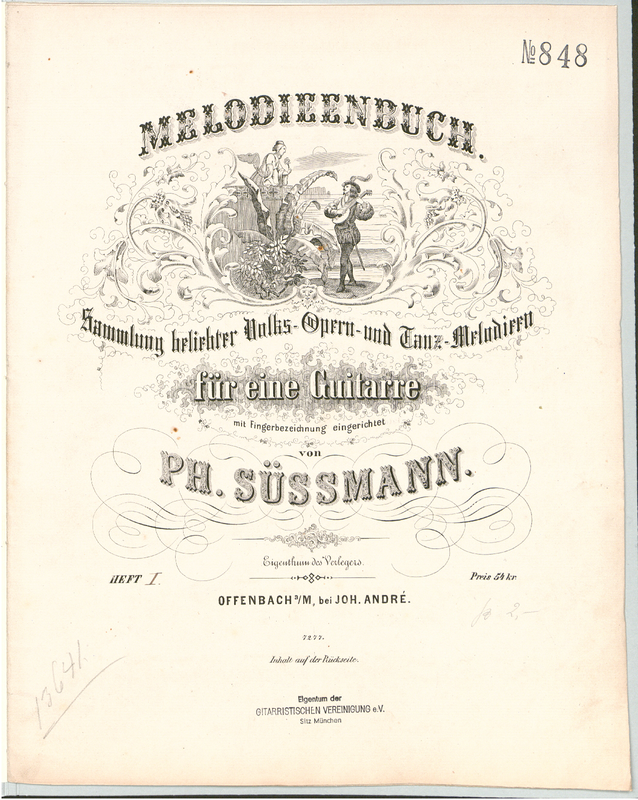 № 848
MELODIEENBUCH.
Sammlung beliebter Volks-Opern-und Tanz-Melodieen
für eine Guitarre
mit Fingerbezeichnung eingerichtet
von
PH. SÜSSMANN.
Eigenthum des Verlegers.
HEFT I.
Preis 54 kr.
OFFENBACH a/M, bei JOH. ANDRÉ.
7277.
Inhalt auf der Rückseite.
13641.
Eigentum der
GITARRISTISCHEN VEREINIGUNG e.V.
Sitz München